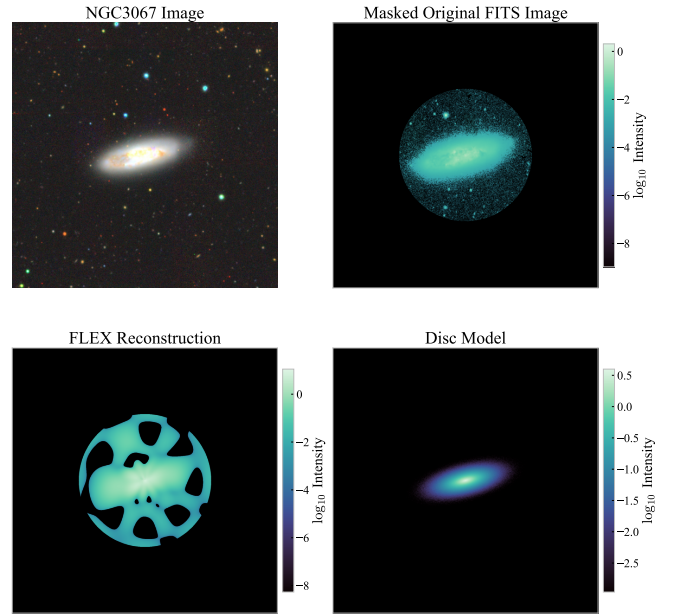 NGC3067 Image
Masked Original FITS Image
0
−2
−4
−6
−8
log10 Intensity
FLEX Reconstruction
Disc Model
0
−2
−4
−6
−8
log10 Intensity
0.5
0.0
−0.5
−1.0
−1.5
−2.0
−2.5
log10 Intensity